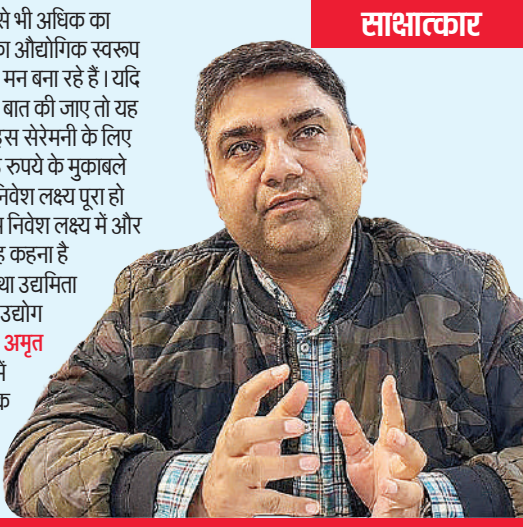 साक्षात्कार
से भी अधिक का
का औद्योगिक स्वरूप
मन बना रहे हैं। यदि
बात की जाए तो यह
इस सेरेमनी के लिए
रुपये के मुकाबले
निवेश लक्ष्य पूरा हो
निवेश लक्ष्य में और
कहना है
था उद्यमिता
उद्योग
अमृत
में
क